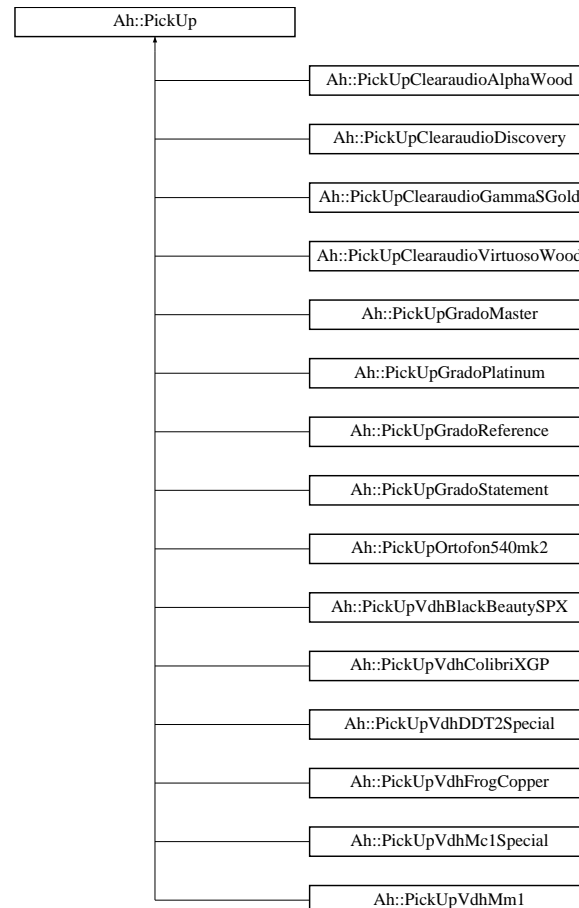 Ah::PickUp
Ah::PickUpClearaudioAlphaWood
Ah::PickUpClearaudioDiscovery
Ah::PickUpClearaudioGammaSGold
Ah::PickUpClearaudioVirtuosoWood
Ah::PickUpGradoMaster
Ah::PickUpGradoPlatinum
Ah::PickUpGradoReference
Ah::PickUpGradoStatement
Ah::PickUpOrtofon540mk2
Ah::PickUpVdhBlackBeautySPX
Ah::PickUpVdhColibriXGP
Ah::PickUpVdhDDT2Special
Ah::PickUpVdhFrogCopper
Ah::PickUpVdhMc1Special
Ah::PickUpVdhMm1